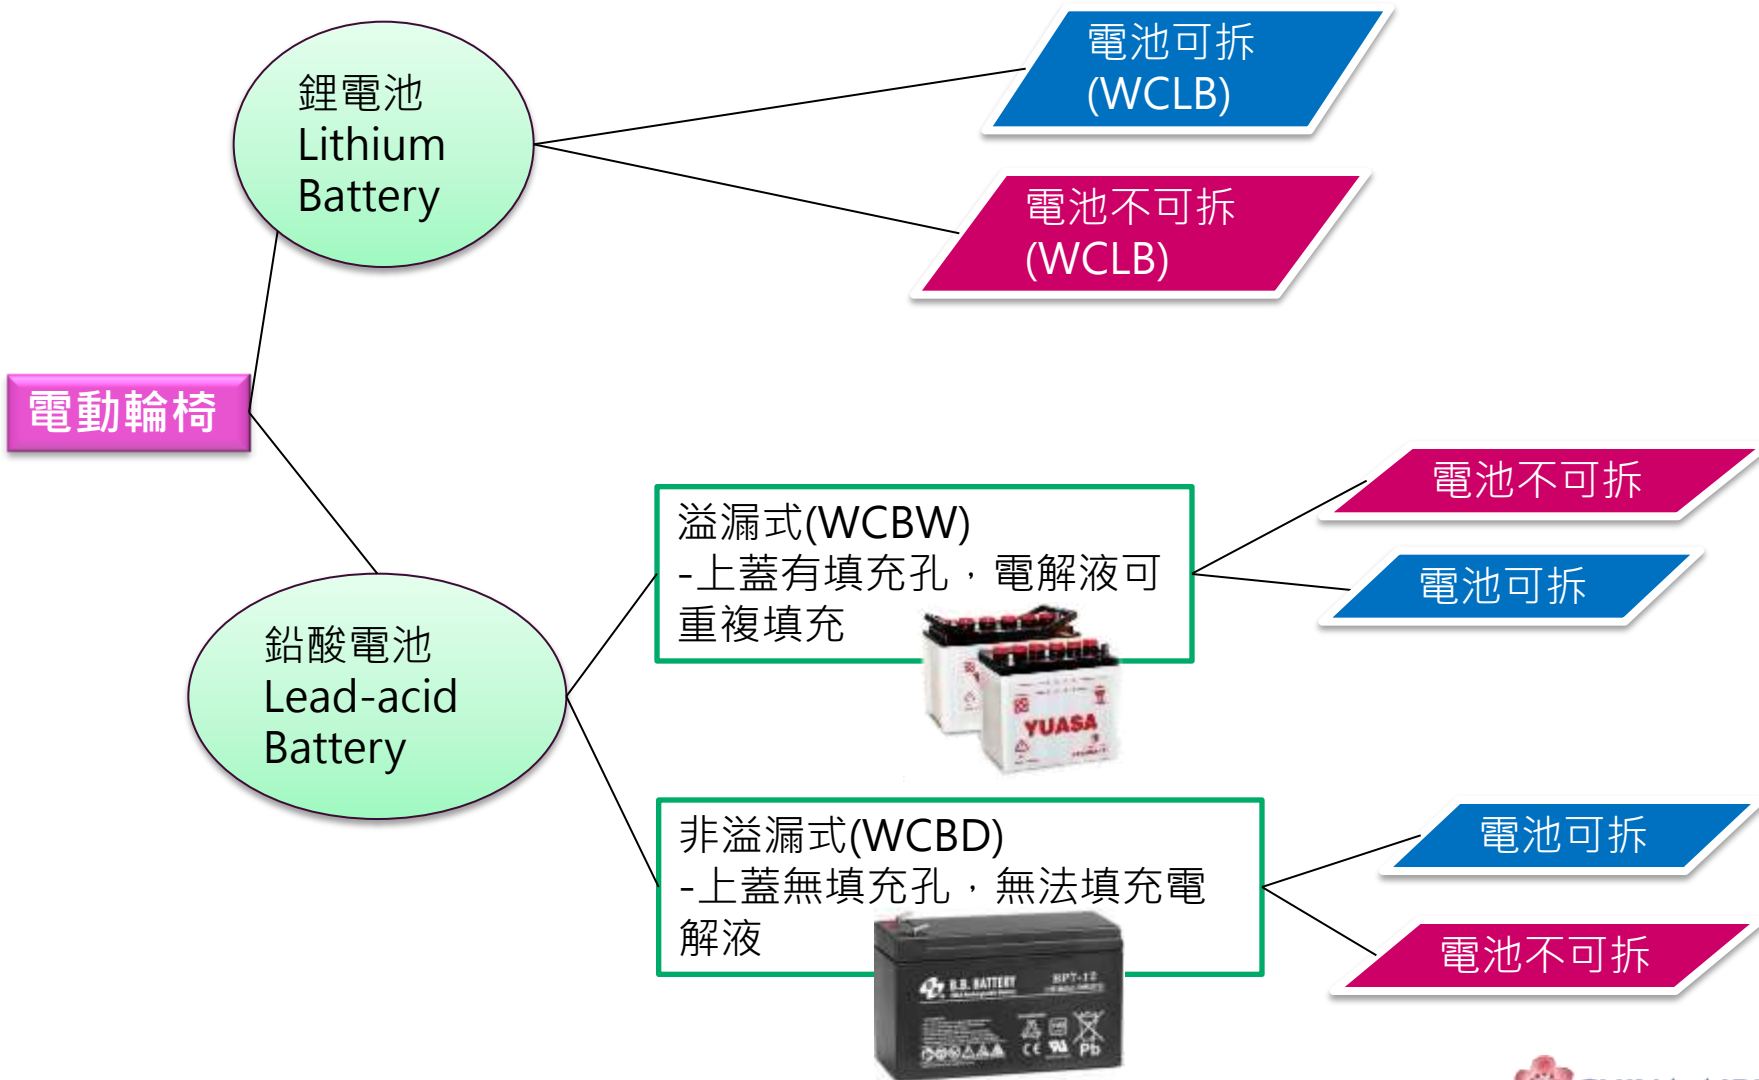 鋰電池
Lithium
Battery
電池可拆
(WCLB)
電池不可拆
(WCLB)
電動輪椅
鉛酸電池
Lead-acid
Battery
溢漏式(WCBW)
-上蓋有填充孔，電解液可
重複填充
YUASA
電池不可拆
電池可拆
非溢漏式(WCBD)
-上蓋無填充孔，無法填充電
解液
B.B. BATTERY
BP7-12
Pb
電池可拆
電池不可拆